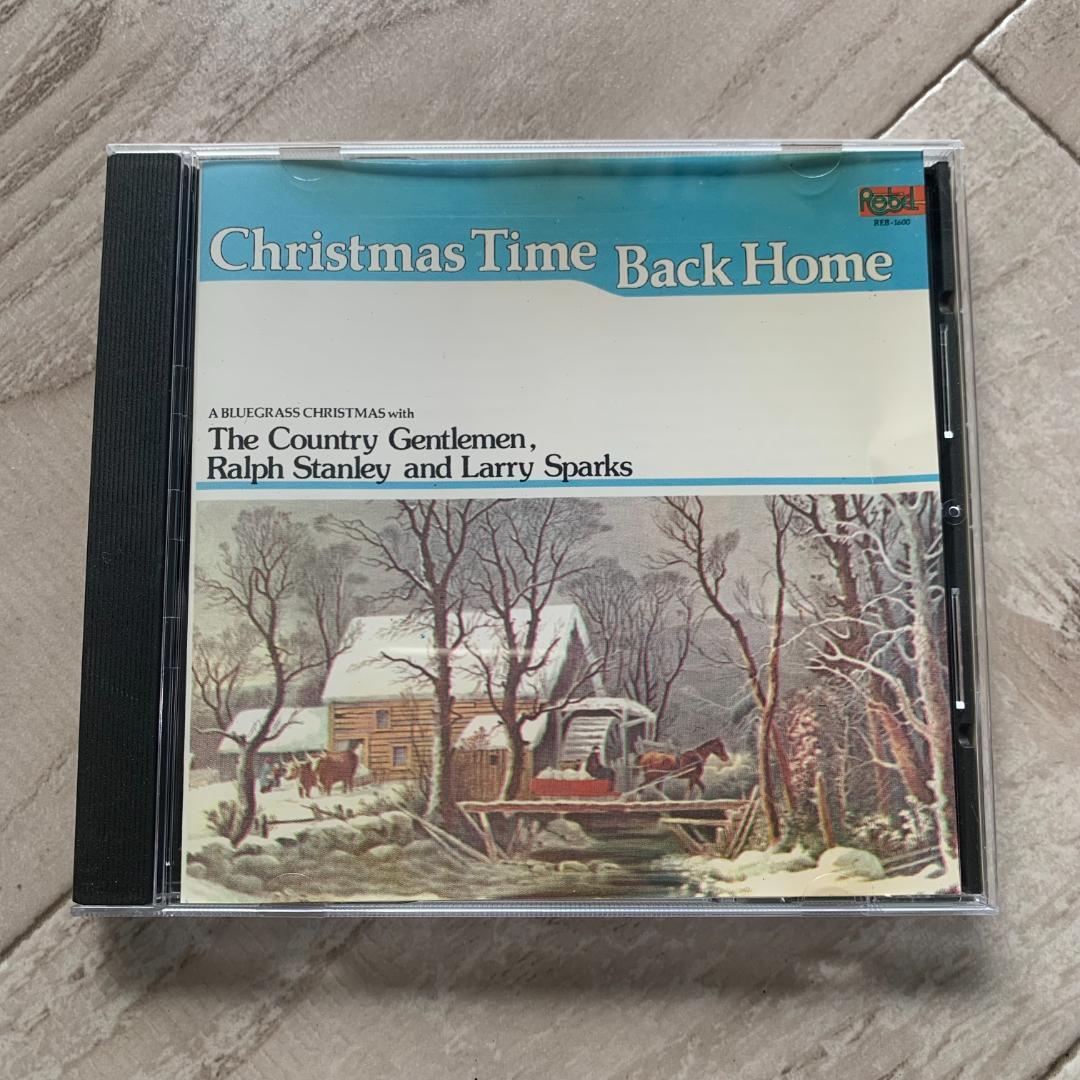 Rebel
REB-1600
Christmas Time Back Home
A BLUEGRASS CHRISTMAS with
The Country Gentlemen,
Ralph Stanley and Larry Sparks